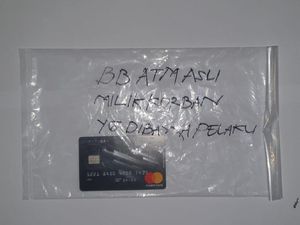 BB ATM ASLI
MILIK KORBAN
YG DIBAWA PELAKU